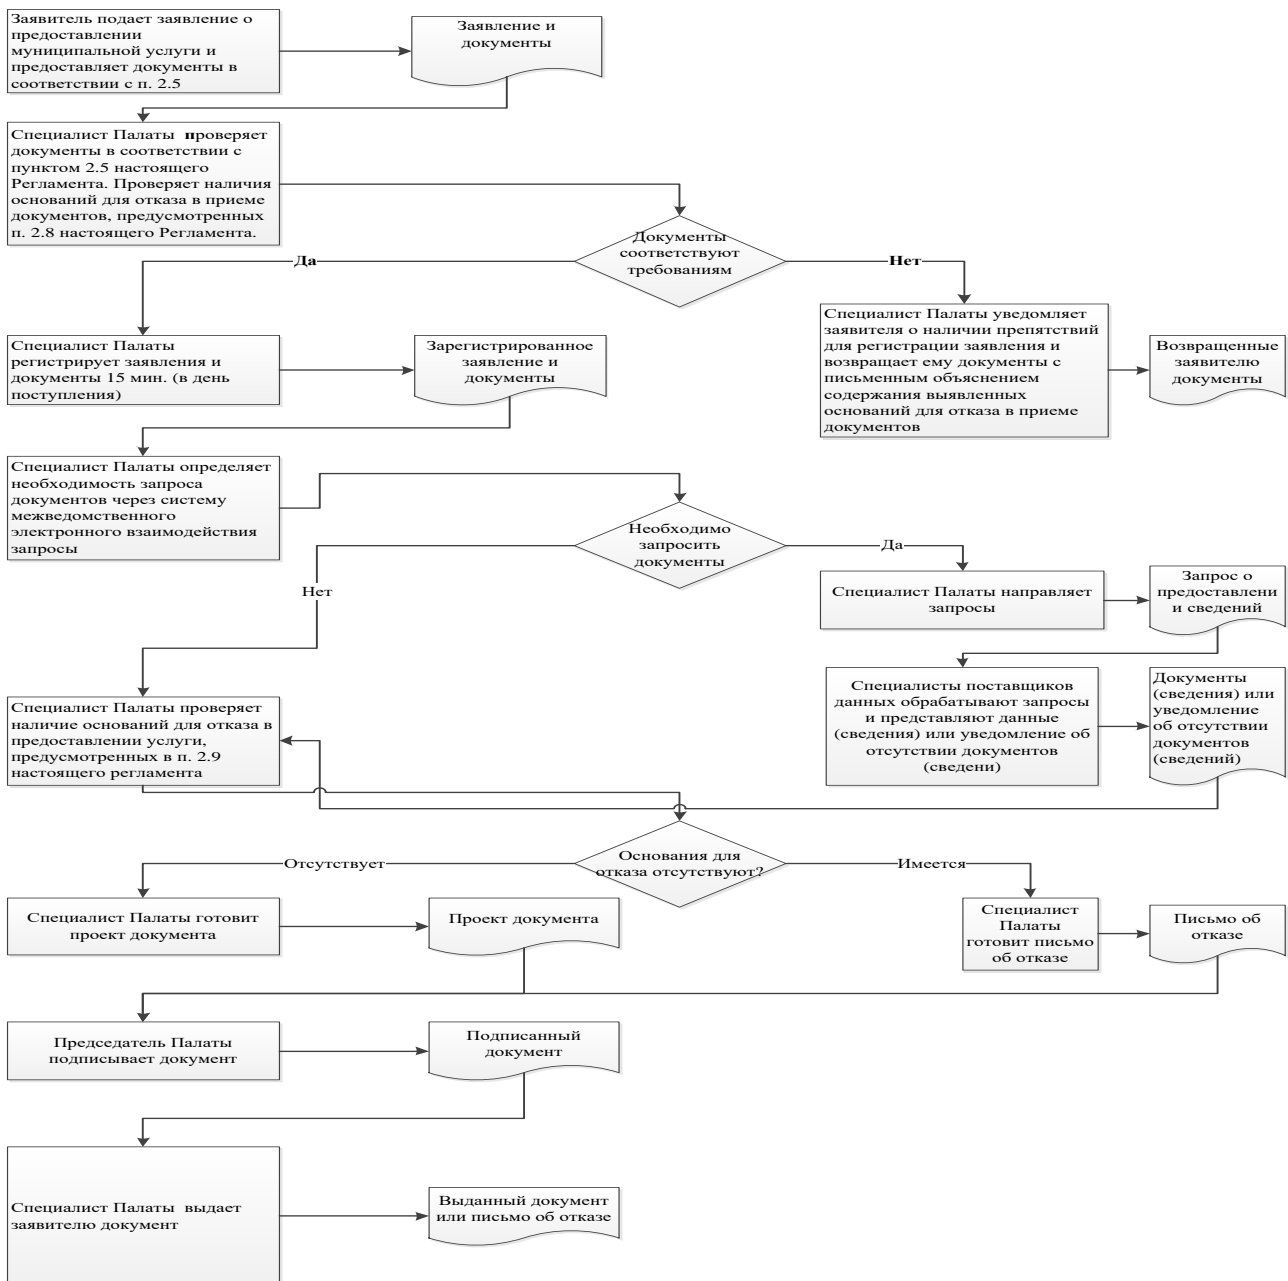 Заявитель подает заявление о
предоставлении
муниципальной услуги и
предоставляет документы в
соответствии с п. 2.5
Заявление и
документы
Специалист Палаты проверяет
документы в соответствии с
пунктом 2.5 настоящего
Регламента. Проверяет наличия
оснований для отказа в приеме
документов, предусмотренных
п. 2.8 настоящего Регламента.
Документы
соответствуют
требованиям
Да
Нет
Специалист Палаты
регистрирует заявления и
документы 15 мин. (в день
поступления)
Зарегистрированное
заявление и
документы
Специалист Палаты уведомляет
заявителя о наличии препятствий
для регистрации заявления и
возвращает ему документы с
письменным объяснением
содержания выявленных
оснований для отказа в приеме
документов
Возвращенные
заявителю
документы
Специалист Палаты определяет
необходимость запроса
документов через систему
межведомственного
электронного взаимодействия
запросы
Необходимо
запросить
документы
Да
Нет
Специалист Палаты направляет
запросы
Запрос о
предоставлени
и сведений
Специалисты поставщиков
данных обрабатывают запросы
и представляют данные
(сведения) или уведомление об
отсутствии документов
(сведени)
Документы
(сведения) или
уведомление
об отсутствии
документов
(сведений)
Специалист Палаты проверяет
наличие оснований для отказа в
предоставлении услуги,
предусмотренных в п. 2.9
настоящего регламента
Основания для
отказа отсутствуют?
Отсутствует
Имеется
Специалист Палаты готовит
проект документа
Проект документа
Специалист
Палаты
готовит письмо
об отказе
Письмо об
отказе
Председатель Палаты
подписывает документ
Подписанный
документ
Специалист Палаты выдает
заявителю документ
Выданный документ
или письмо об отказе